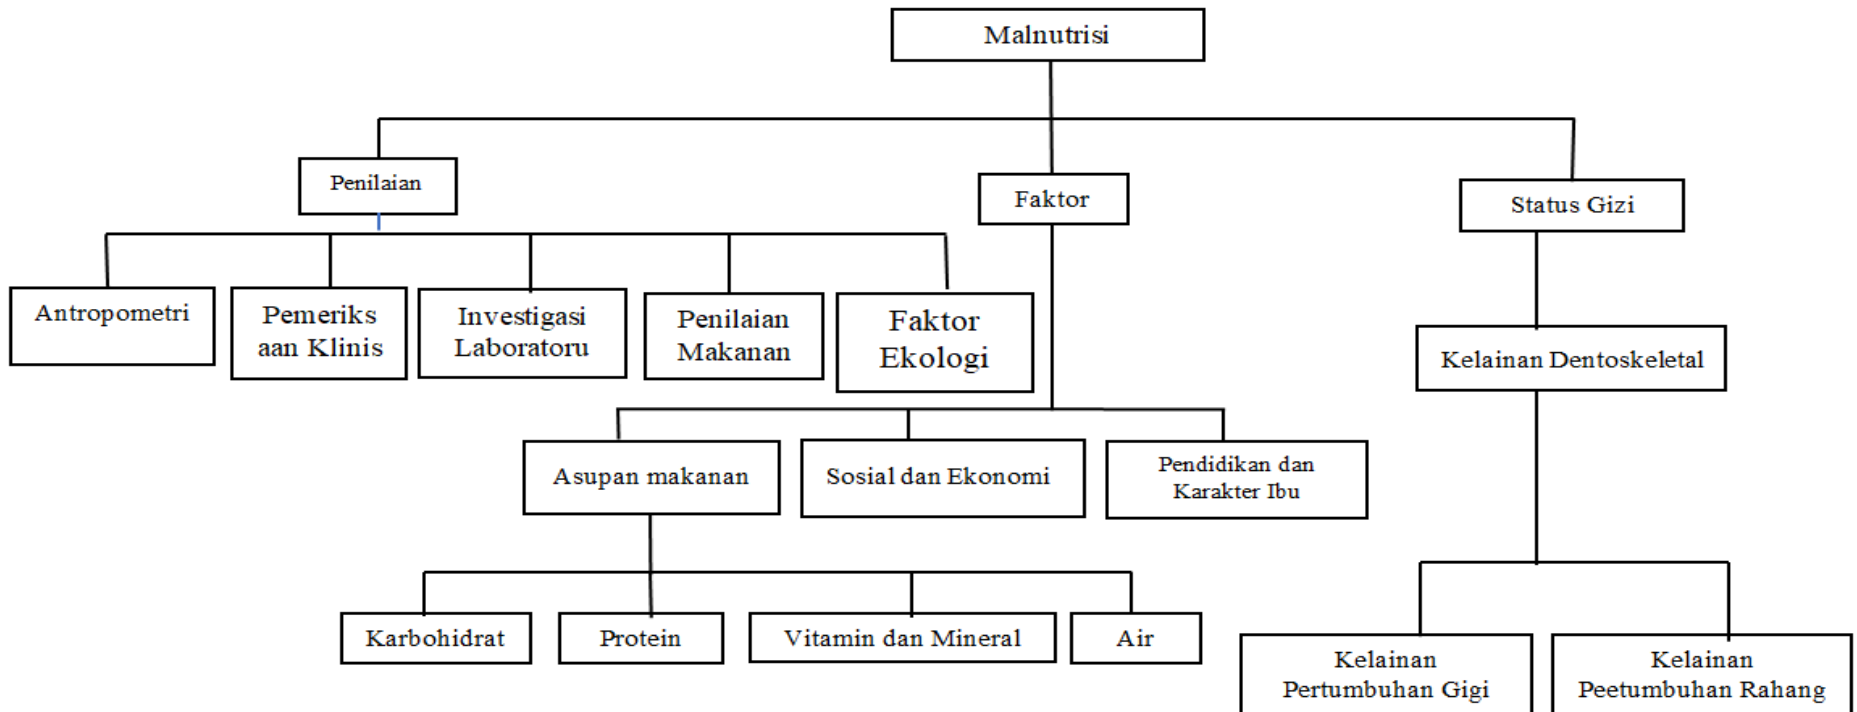 Malnutrisi
Penilaian
Faktor
Status Gizi
Antropometri
Pemeriks
aan Klinis
Investigasi
Laboratoru
Penilaian
Makanan
Faktor
Ekologi
Kelainan Dentoskeletal
Asupan makanan
Sosial dan Ekonomi
Pendidikan dan
Karakter Ibu
Karbohidrat
Protein
Vitamin dan Mineral
Air
Kelainan
Pertumbuhan Gigi
Kelainan
Peetumbuhan Rahang